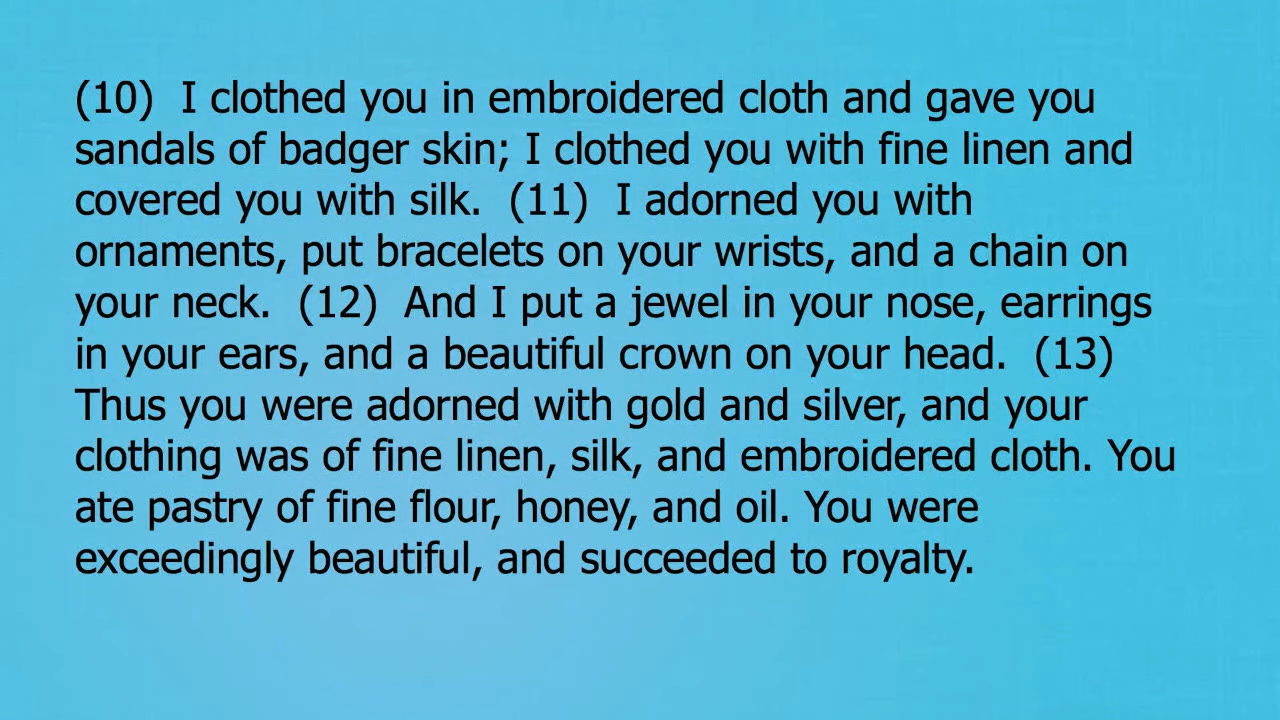 (10)  I clothed you in embroidered cloth and gave you
sandals of badger skin; I clothed you with fine linen and
covered you with silk.  (11)  I adorned you with
ornaments, put bracelets on your wrists, and a chain on
your neck.  (12)  And I put a jewel in your nose, earrings
in your ears, and a beautiful crown on your head.  (13)
Thus you were adorned with gold and silver, and your
clothing was of fine linen, silk, and embroidered cloth. You
ate pastry of fine flour, honey, and oil. You were
exceedingly beautiful, and succeeded to royalty.